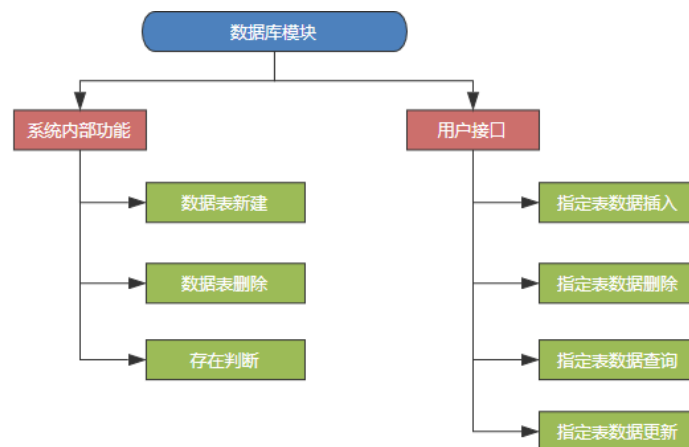 数据库模块
系统内部功能
用户接口
数据表新建
指定表数据插入
数据表删除
指定表数据删除
存在判断
指定表数据查询
指定表数据更新